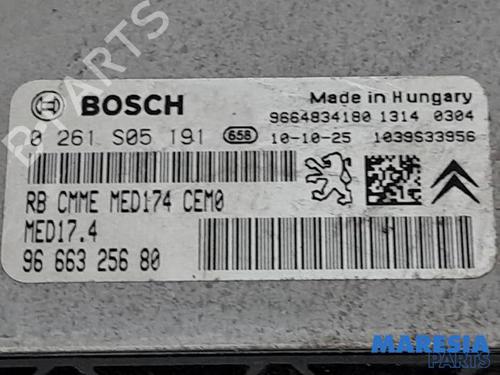 B-PARTS
BOSCH
Made in Hungary
9664834180 1314 0304
0 261 S05 191 658 10-10-25 1039S33956
RB CMME MED174 CEM0
MED17.4
96 663 256 80
MARESIA
PARTS